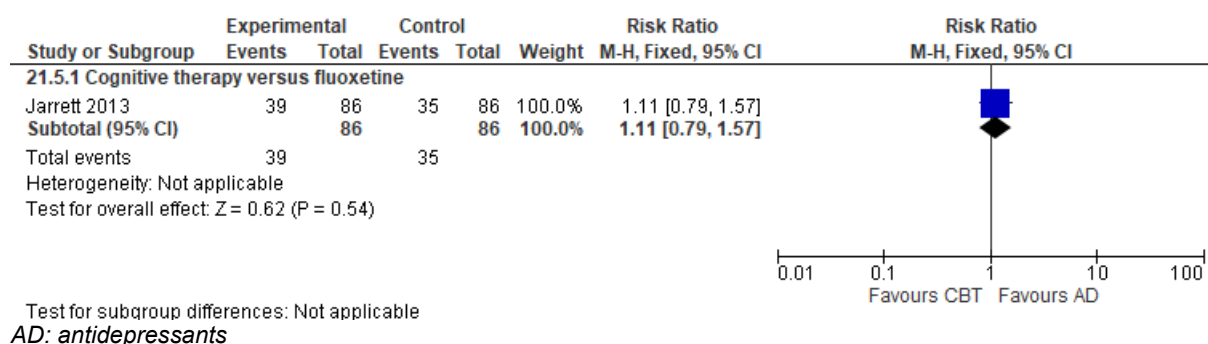 Experimental Control Risk Ratio Risk Ratio
Study or Subgroup Events Total Events Total Weight M-H, Fixed, 95% CI M-H, Fixed, 95% CI
21.5.1 Cognitive therapy versus fluoxetine
Jarrett 2013 39 86 35 86 100.0% 1.11 [0.79, 1.57]
Subtotal (95% CI) 86 86 100.0% 1.11 [0.79, 1.57]
Total events 39 35
Heterogeneity: Not applicable
Test for overall effect: Z = 0.62 (P = 0.54)
0.01 0.1 1 10 100
Favours CBT Favours AD
Test for subgroup differences: Not applicable
AD: antidepressants